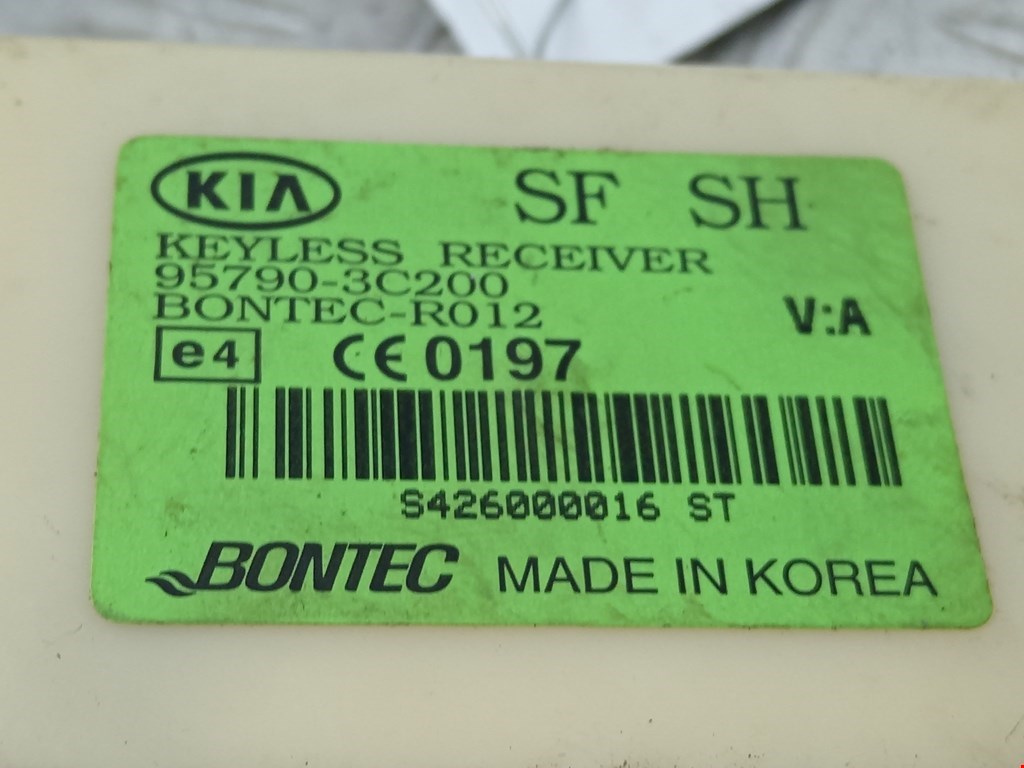 KIA SF SH
KEYLESS RECEIVER
95790-3C200
BONTEC-R012 V:A
e4 CE 0197
S426000016 ST
BONTEC MADE IN KOREA